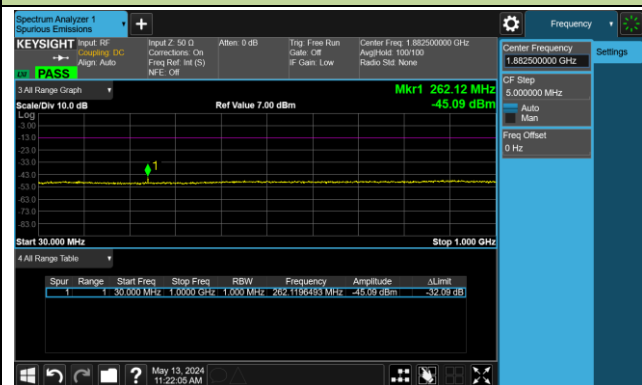 Spectrum Analyzer 1
Spurious Emissions
Frequency
KEYSIGHT
Input: RF
Coupling: DC
Align: Auto
Input Z: 50 Ω
Corrections: On
Freq Ref: Int (S)
NFE: Off
Atten: 0 dB
Trig: Free Run
Gate: Off
IF Gain: Low
Center Freq: 1.882500000 GHz
Avg|Hold: 100/100
Radio Std: None
PASS
Center Frequency
1.882500000 GHz
Settings
CF Step
5.000000 MHz
Auto
Man
Freq Offset
0 Hz
3 All Range Graph
Mkr1 262.12 MHz
Scale/Div 10.0 dB
Ref Value 7.00 dBm
-45.09 dBm
Log
-3.00
-13.0
-23.0
-33.0
-43.0
-53.0
-63.0
-73.0
-83.0
1
Start 30.000 MHz
Stop 1.000 GHz
4 All Range Table
Spur Range Start Freq Stop Freq RBW Frequency Amplitude ΔLimit
1 1 30.000 MHz 1.0000 GHz 1.000 MHz 262.1196493 MHz -45.09 dBm -32.09 dB
?
May 13, 2024
11:22:05 AM